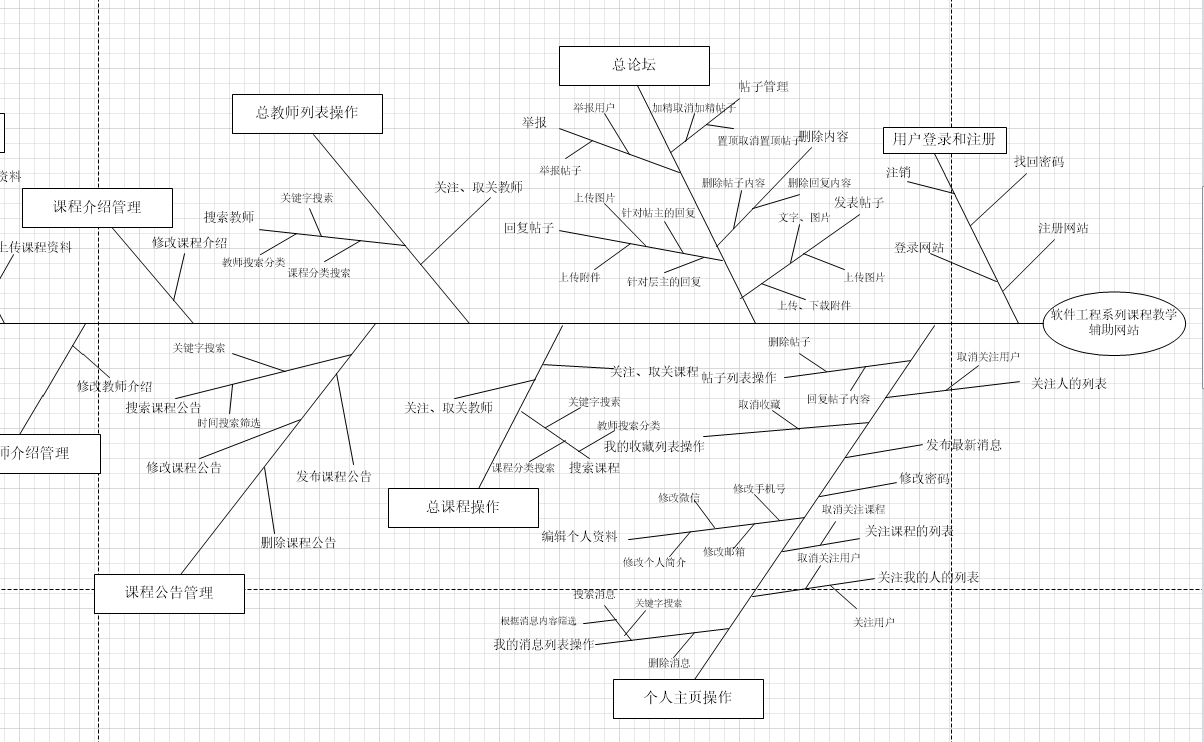 总论坛
帖子管理
总教师列表操作
举报用户
加精取消加精帖子
举报
置顶取消置顶帖子
删除内容
用户登录和注册
找回密码
举报帖子
注销
资料
关注、取关教师
删除帖子内容
删除回复内容
课程介绍管理
关键字搜素
上传图片
发表帖子
搜索教师
针对帖主的回复
文字、图片
回复帖子
注册网站
上传课程资料
修改课程介绍
登录网站
教师搜索分类
课程分类搜索
上传附件
针对层主的回复
上传图片
上传、下载附件
软件工程系列课程教学
辅助网站
关键字搜索
删除帖子
取消关注用户
修改教师介绍
关注、取关课程
帖子列表操作
关注人的列表
搜索课程公告
关注、取关教师
关键字搜素
取消收藏
回复帖子内容
时间搜索筛选
教师搜素分类
师介绍管理
我的收藏列表操作
发布最新消息
修改课程公告
发布课程公告
课程分类搜索
搜索课程
修改密码
总课程操作
修改微信
修改手机号
取消关注课程
删除课程公告
编辑个人资料
关注课程的列表
修改个人简介
修改邮箱
取消关注用户
关注我的人的列表
课程公告管理
搜索消息
关键字搜索
根据消息内容筛选
关注用户
我的消息列表操作
删除消息
个人主页操作